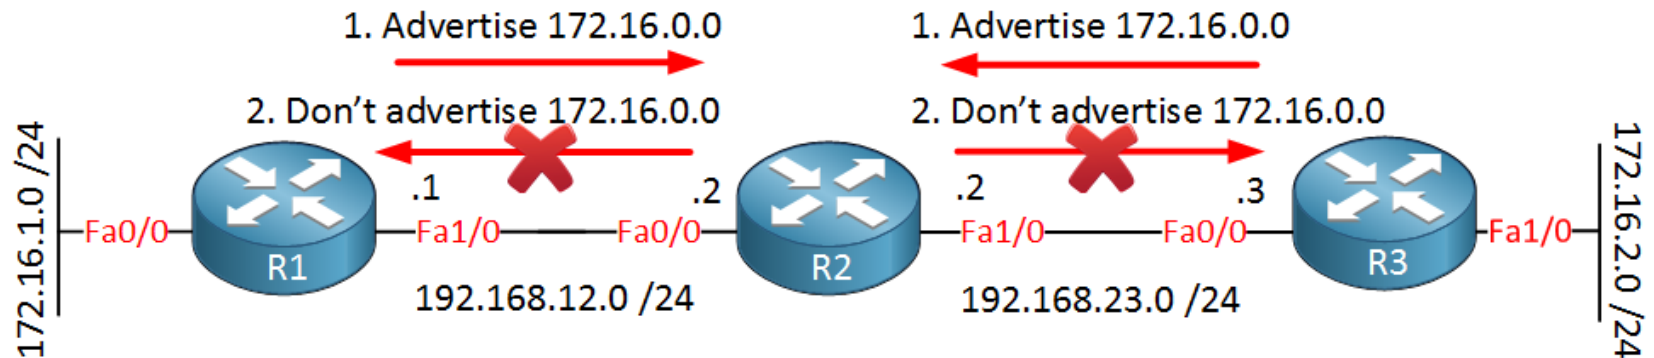 1. Advertise 172.16.0.0
1. Advertise 172.16.0.0
2. Don't advertise 172.16.0.0
2. Don't advertise 172.16.0.0
172.16.1.0 /24
.1
.2
.2
.3
172.16.2.0 /24
Fa0/0
Fa1/0
Fa0/0
Fa1/0
Fa0/0
Fa1/0
R1
R2
R3
192.168.12.0 /24
192.168.23.0 /24